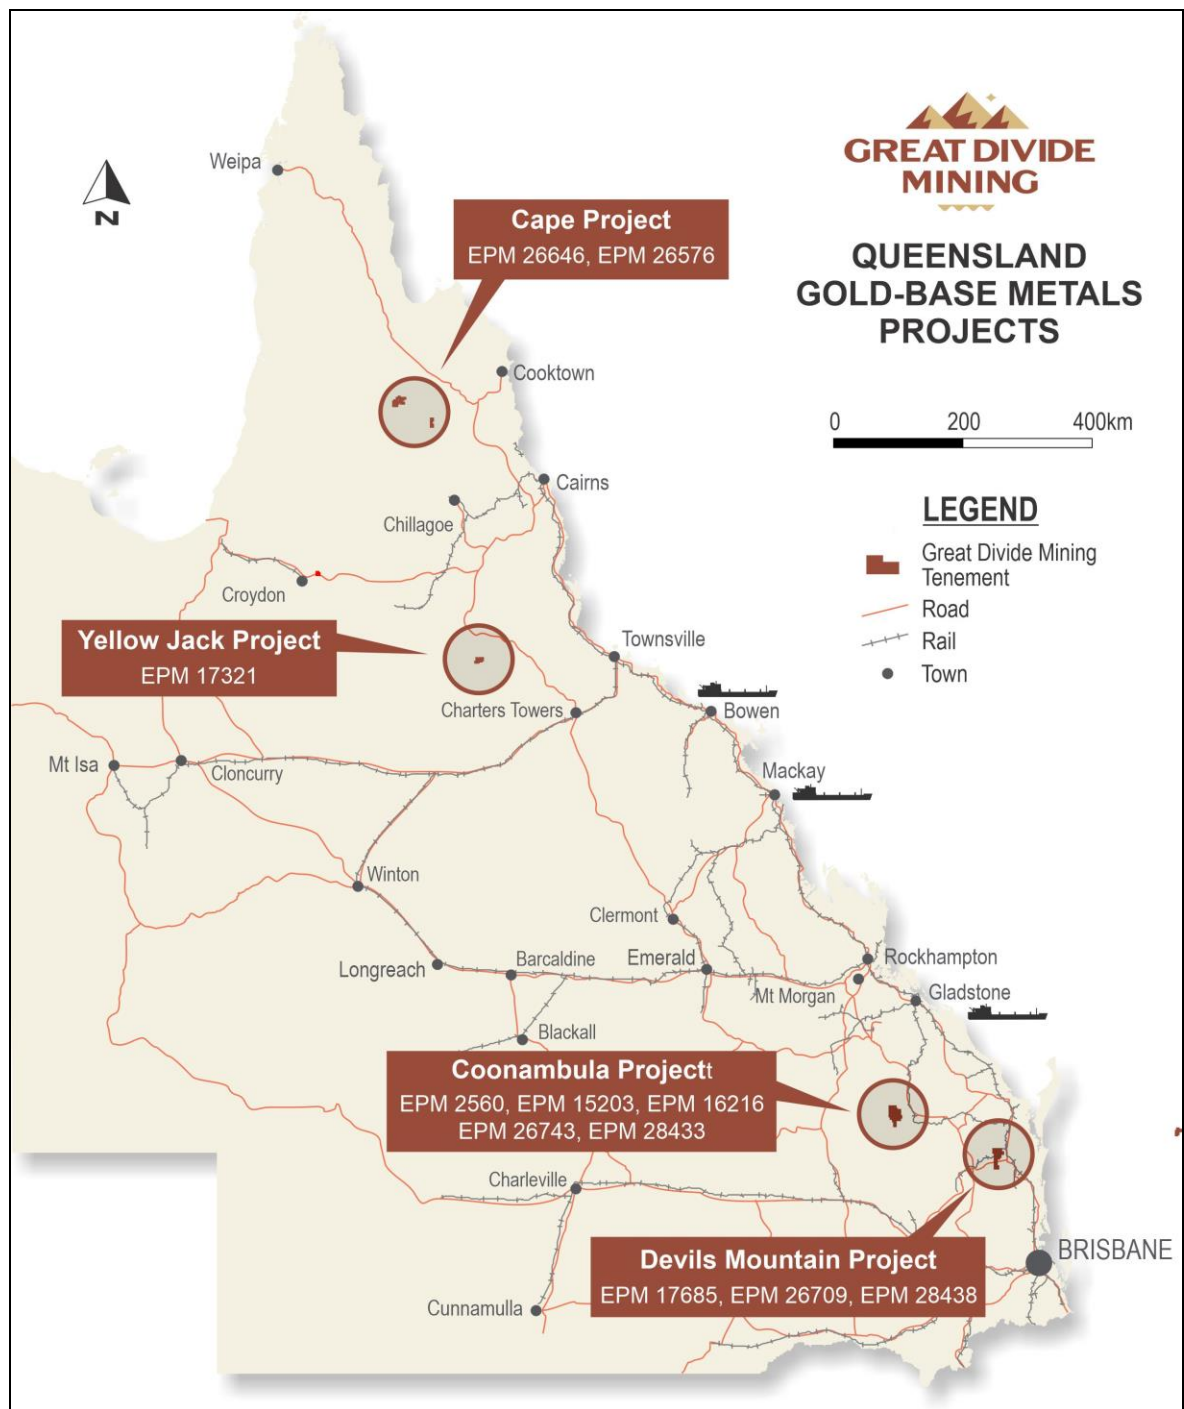 GREAT DIVIDE
MINING
QUEENSLAND
GOLD-BASE METALS
PROJECTS
Weipa
N
Cape Project
EPM 26646, EPM 26576
Cooktown
0 200 400km
Cairns
Chillagoe
LEGEND
Great Divide Mining
Tenement
Road
Rail
Town
Croydon
Yellow Jack Project
EPM 17321
Townsville
Charters Towers
Bowen
Mt Isa
Cloncurry
Mackay
Winton
Clermont
Longreach
Barcaldine
Emerald
Rockhampton
Mt Morgan
Gladstone
Blackall
Coonambula Projectt
EPM 2560, EPM 15203, EPM 16216
EPM 26743, EPM 28433
Charleville
BRISBANE
Devils Mountain Project
EPM 17685, EPM 26709, EPM 28438
Cunnamulla